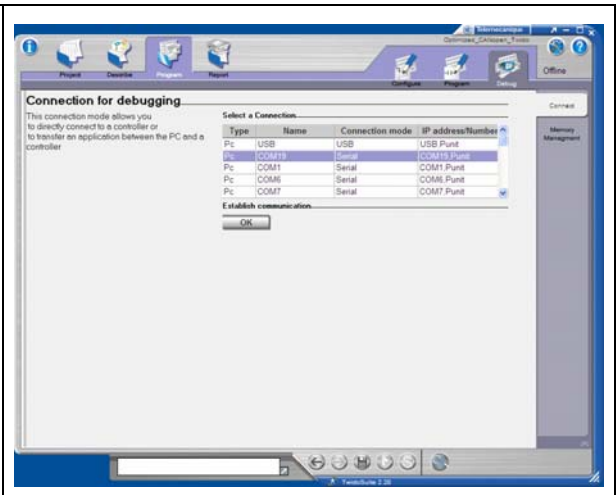 Telemecanique
Optimized_CANopen_Twido
Project
Describe
Program
Report
Configure
Program
Debug
Offline
Connection for debugging
This connection mode allows you
to directly connect to a controller or
to transfer an application between the PC and a
controller
Select a Connection
Type Name Connection mode IP address/Number
Pc USB USB USB Punit
Pc COM19 Serial COM19,Punit
Pc COM1 Serial COM1,Punit
Pc COM6 Serial COM6,Punit
Pc COM7 Serial COM7,Punit
Establish communication
OK
Connect
Memory
Managment
TwidoSuite 2.20